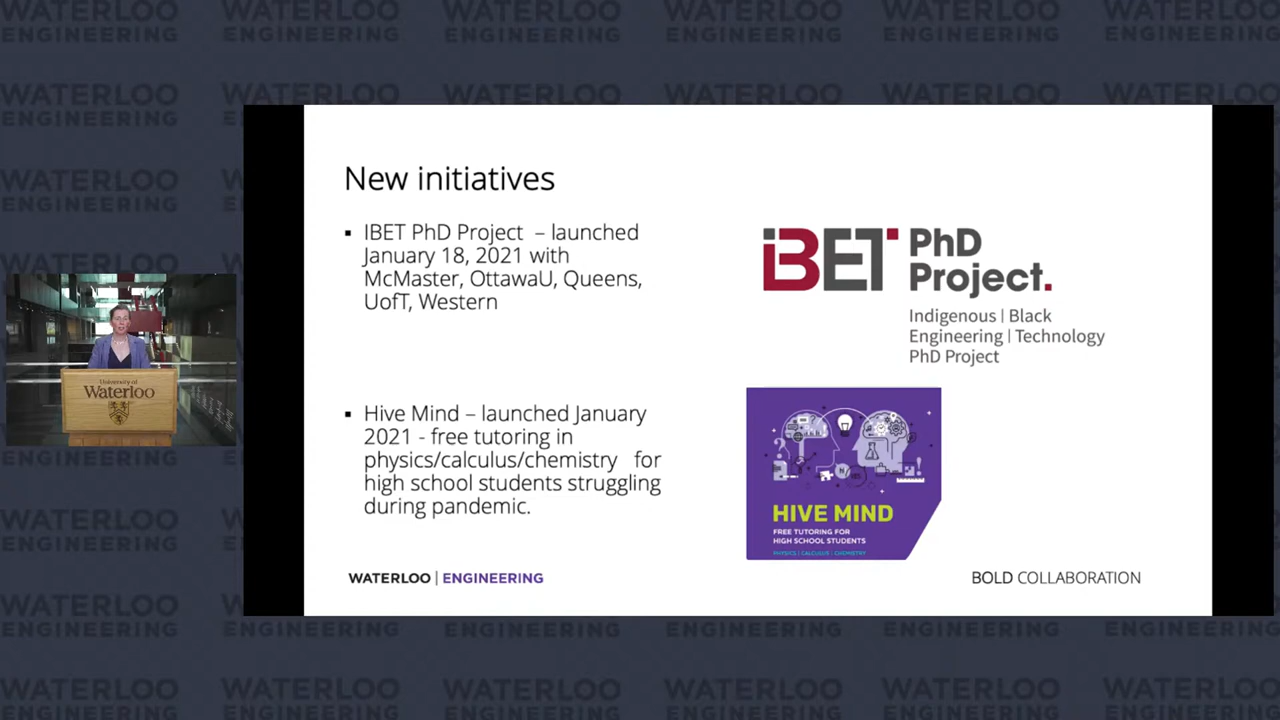 WATERLOO ENGINEERING
New initiatives
▪ IBET PhD Project – launched
January 18, 2021 with
McMaster, OttawaU, Queens,
UofT, Western
▪ Hive Mind – launched January
2021 - free tutoring in
physics/calculus/chemistry for
high school students struggling
during pandemic.
iBET PhD
Project.
Indigenous | Black
Engineering | Technology
PhD Project
HIVE MIND
FREE TUTORING FOR
HIGH SCHOOL STUDENTS
PHYSICS | CALCULUS | CHEMISTRY
WATERLOO | ENGINEERING
BOLD COLLABORATION
University of
Waterloo